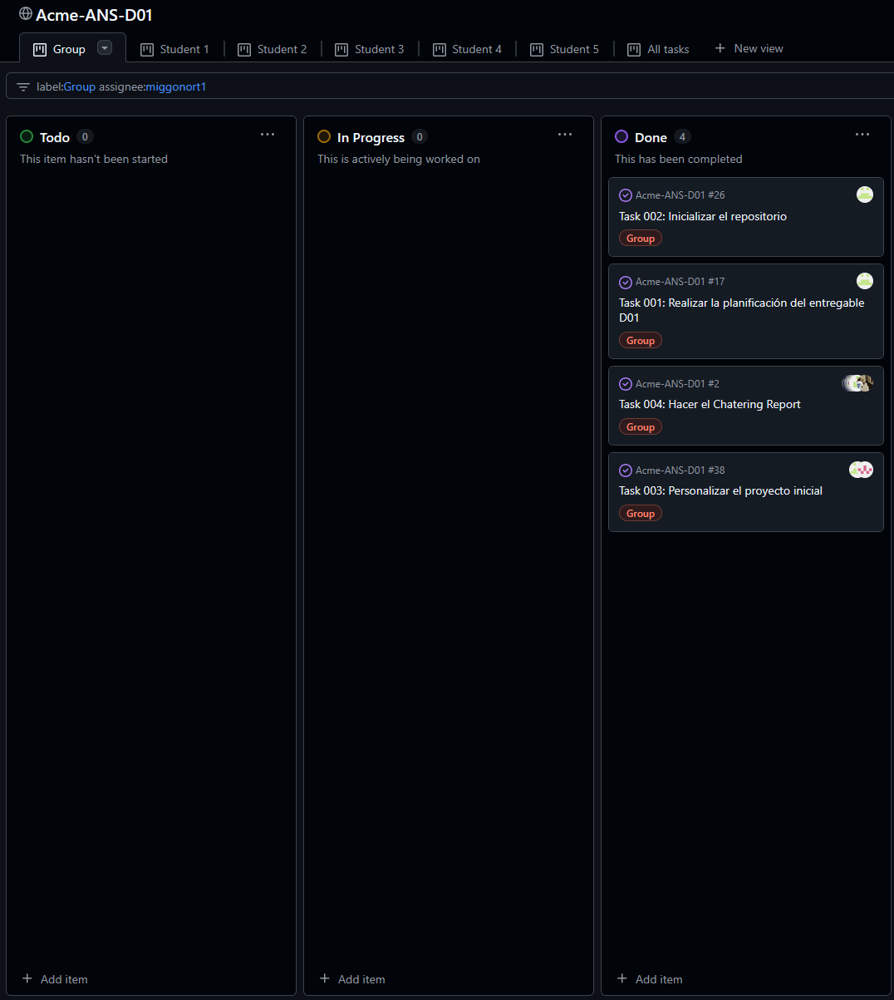 Acme-ANS-D01
Group
Student 1
Student 2
Student 3
Student 4
Student 5
All tasks
New view
label:Group assignee:miggonort1
Todo 0
This item hasn't been started
Add item
In Progress 0
This is actively being worked on
Add item
Done 4
This has been completed
Acme-ANS-D01 #26
Task 002: Inicializar el repositorio
Group
Acme-ANS-D01 #17
Task 001: Realizar la planificación del entregable
D01
Group
Acme-ANS-D01 #2
Task 004: Hacer el Chatering Report
Group
Acme-ANS-D01 #38
Task 003: Personalizar el proyecto inicial
Group
Add item